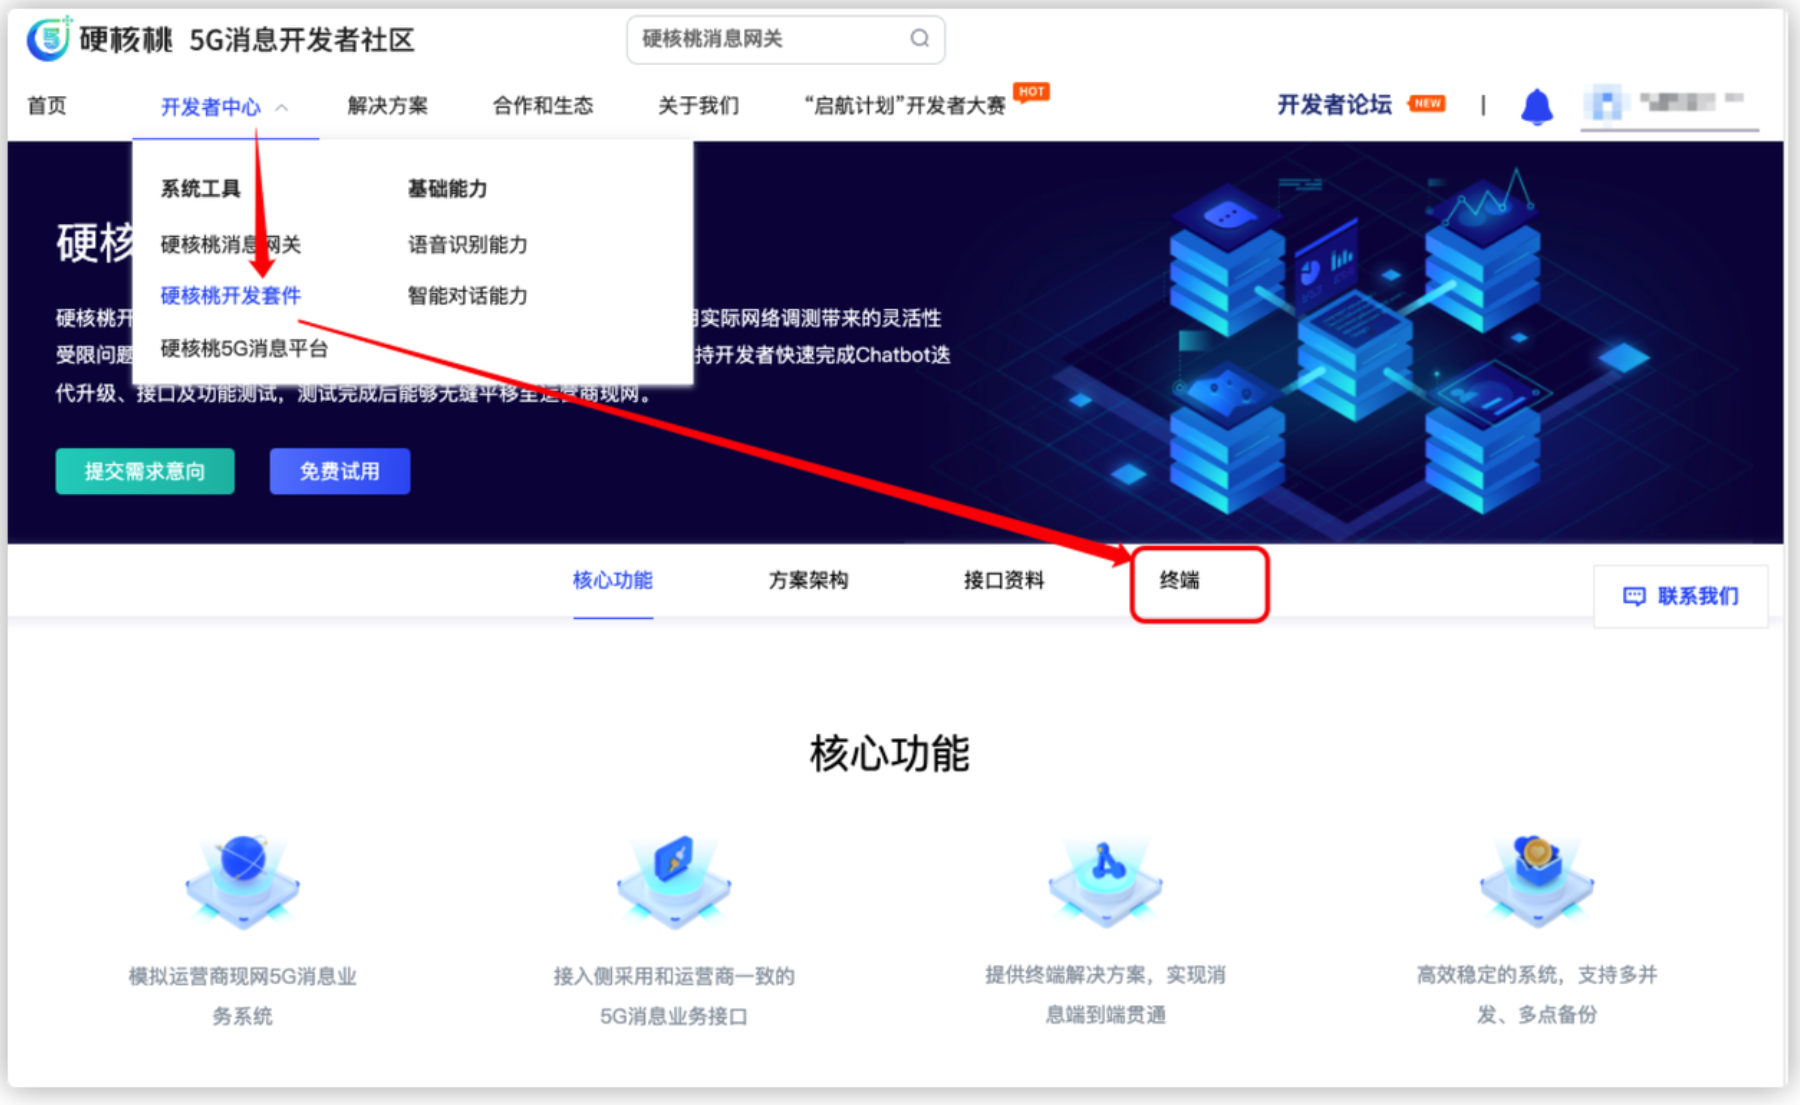 硬核桃 5G消息开发者社区
硬核桃消息网关
首页
开发者中心
解决方案
合作和生态
关于我们
“启航计划”开发者大赛
HOT
开发者论坛
NEW
系统工具
基础能力
硬核桃消息网关
语音识别能力
硬核桃开发套件
智能对话能力
硬核桃5G消息平台
硬核
硬核桃开
实际网络调测带来的灵活性
受限问题
持开发者快速完成Chatbot迭
代升级、接口及功能测试，测试完成后能够无缝平移至运营商现网。
提交需求意向
免费试用
核心功能
方案架构
接口资料
终端
联系我们
核心功能
模拟运营商现网5G消息业
务系统
接入侧采用和运营商一致的
5G消息业务接口
提供终端解决方案，实现消
息端到端贯通
高效稳定的系统，支持多并
发、多点备份